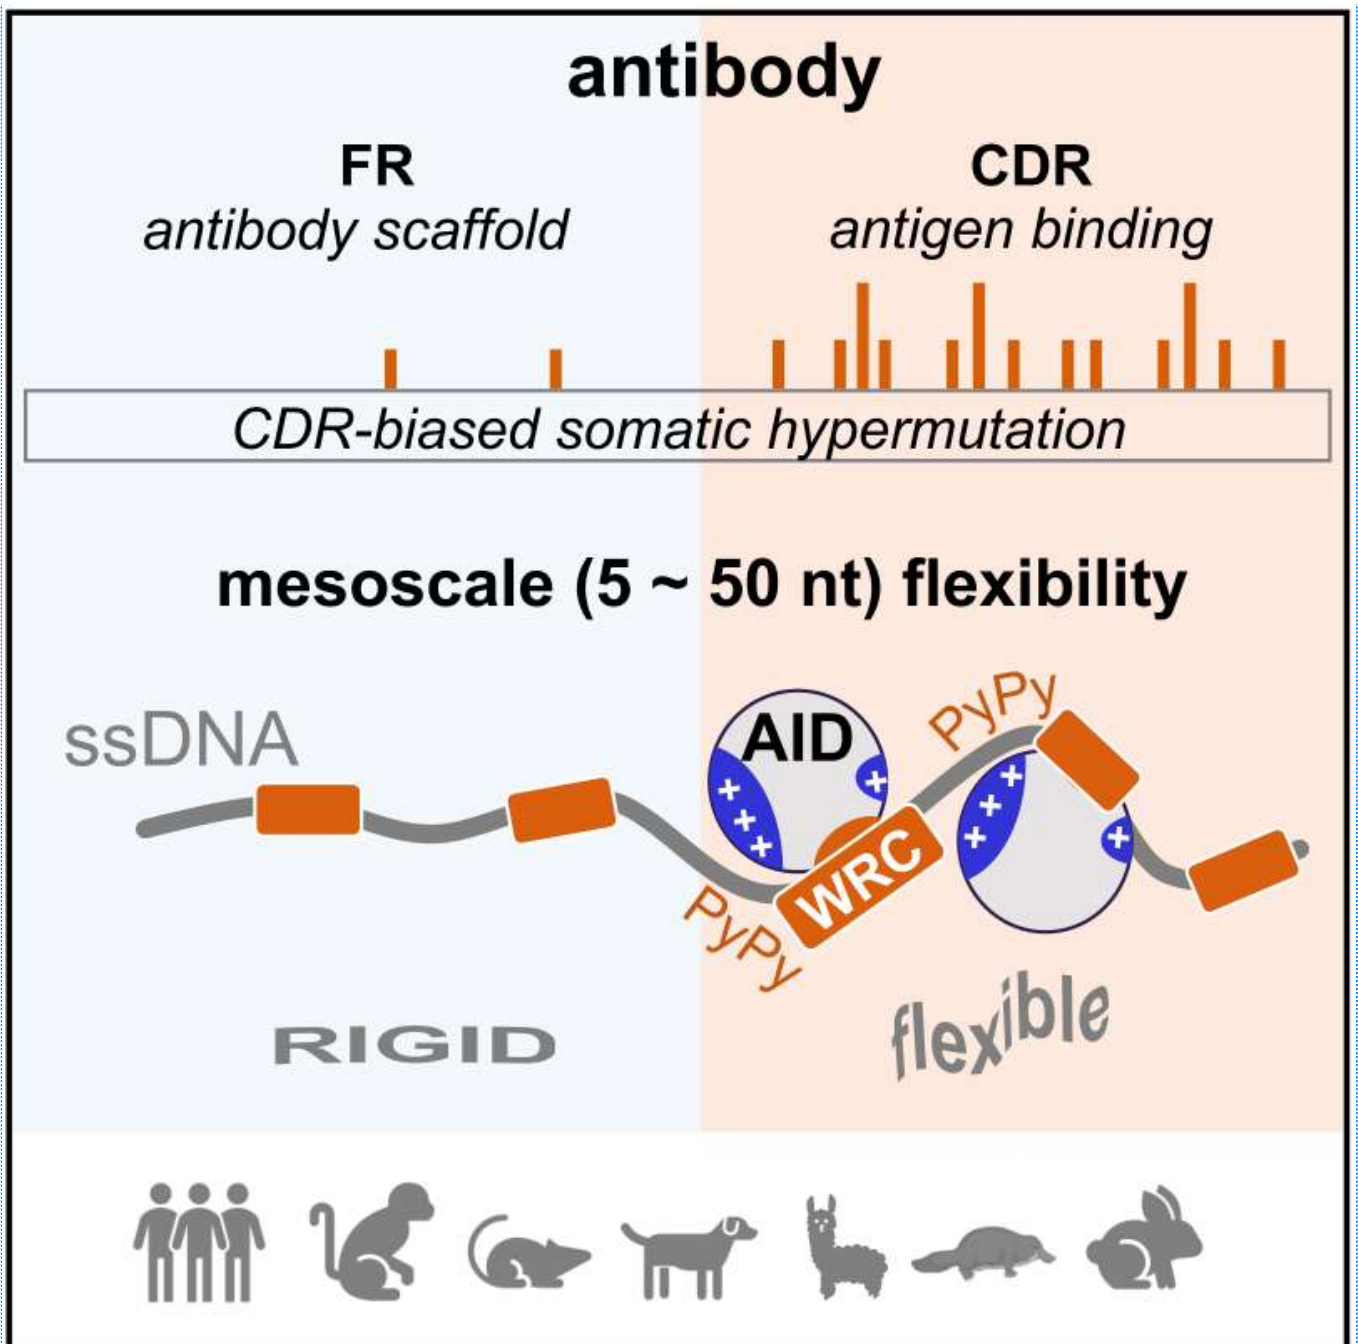 antibody
FR
antibody scaffold
CDR
antigen binding
CDR-biased somatic hypermutation
mesoscale (5 ~ 50 nt) flexibility
ssDNA
AID
+
+
+
+
PyPy
WRC
PyPy
+
+
+
+
RIGID
flexible